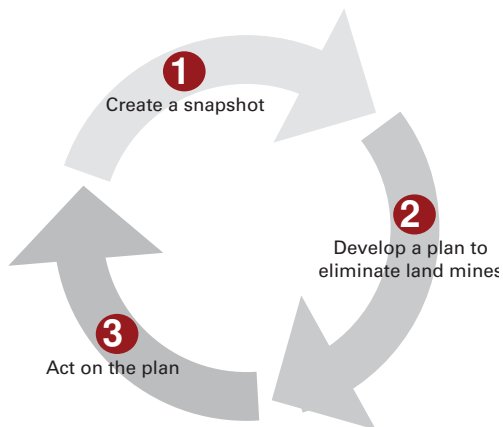 1
Create a snapshot
2
Develop a plan to
eliminate land mines
3
Act on the plan